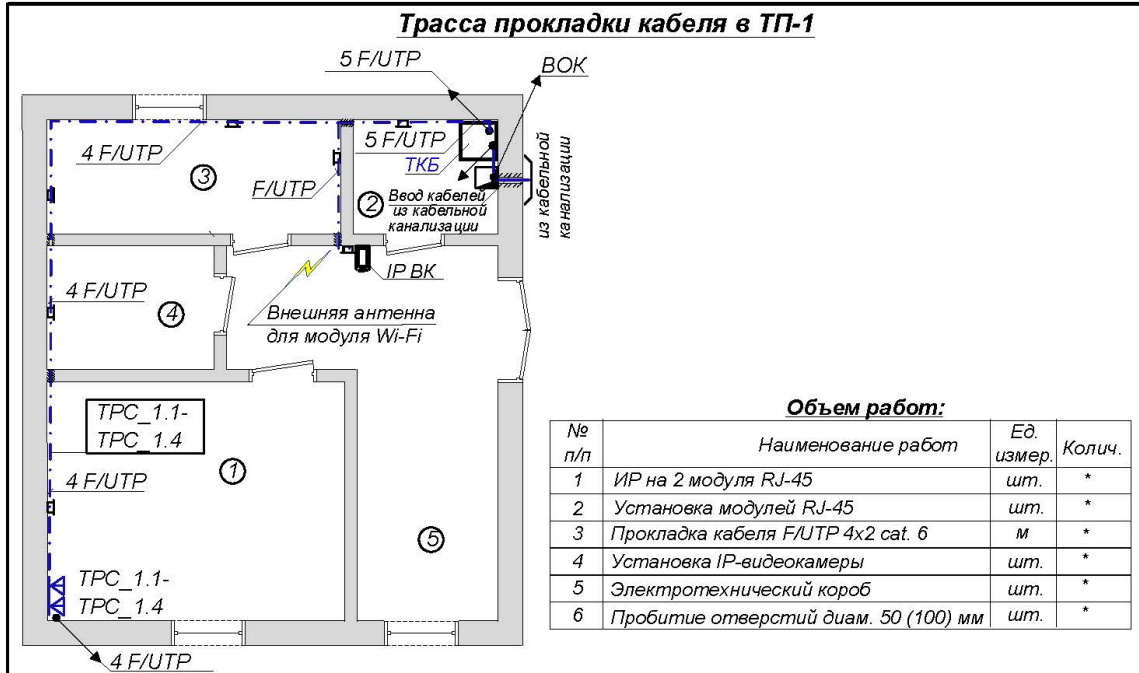 Трасса прокладки кабеля в ТП-1
5 F/UTP
ВОК
4 F/UTP
5 F/UTP
ТКБ
3
F/UTP
2
Ввод кабелей
из кабельной
канализации
из кабельной
канализации
IP ВК
4 F/UTP
4
Внешняя антенна
для модуля Wi-Fi
ТРС_1.1-
ТРС_1.4
1
4 F/UTP
5
ТРС_1.1-
ТРС_1.4
4 F/UTP
Объем работ:
№ п/п Наименование работ Ед. измер. Колич.
1 ИР на 2 модуля RJ-45 шт. *
2 Установка модулей RJ-45 шт. *
3 Прокладка кабеля F/UTP 4x2 cat. 6 м *
4 Установка IP-видеокамеры шт. *
5 Электротехнический короб шт. *
6 Пробитие отверстий диам. 50 (100) мм шт. *